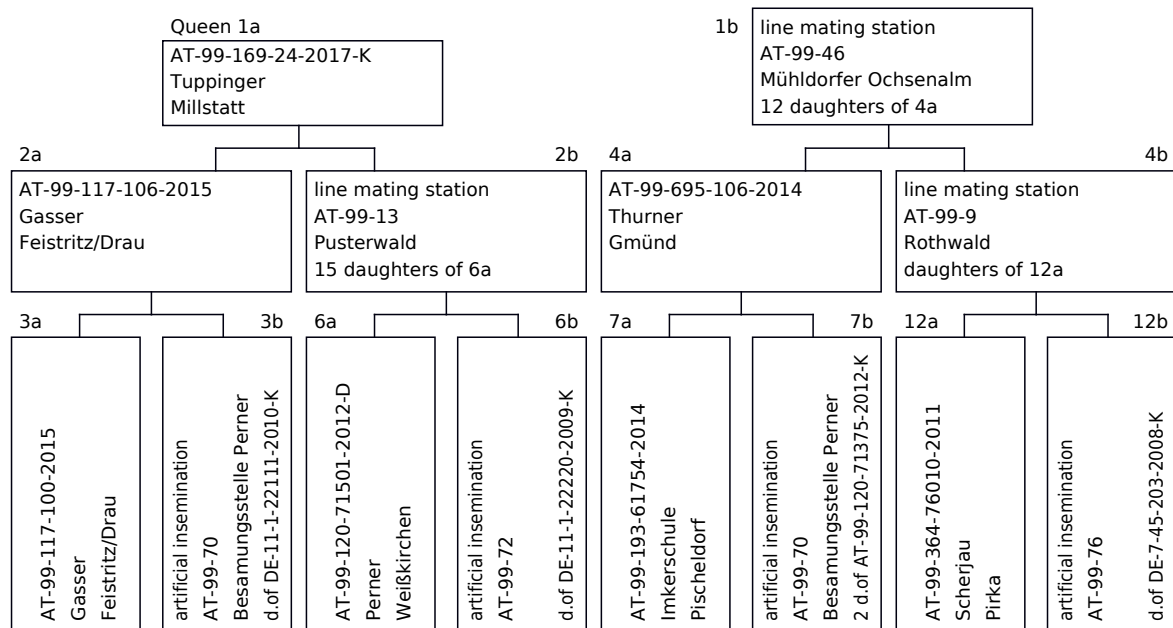 Queen 1a
AT-99-169-24-2017-K
Tuppinger
Millstatt
1b
line mating station
AT-99-46
Mühldorfer Ochsenalm
12 daughters of 4a
2a
AT-99-117-106-2015
Gasser
Feistritz/Drau
2b
line mating station
AT-99-13
Pusterwald
15 daughters of 6a
4a
AT-99-695-106-2014
Thurner
Gmünd
4b
line mating station
AT-99-9
Rothwald
daughters of 12a
3a
AT-99-117-100-2015
Gasser
Feistritz/Drau
3b
artificial insemination
AT-99-70
Besamungsstelle Perner
d.of DE-11-1-22111-2010-K
6a
AT-99-120-71501-2012-D
Perner
Weißkirchen
6b
artificial insemination
AT-99-72
d.of DE-11-1-22220-2009-K
7a
AT-99-193-61754-2014
Imkerschule
Pischeldorf
7b
artificial insemination
AT-99-70
Besamungsstelle Perner
2 d.of AT-99-120-71375-2012-K
12a
AT-99-364-76010-2011
Scherjau
Pirka
12b
artificial insemination
AT-99-76
d.of DE-7-45-203-2008-K